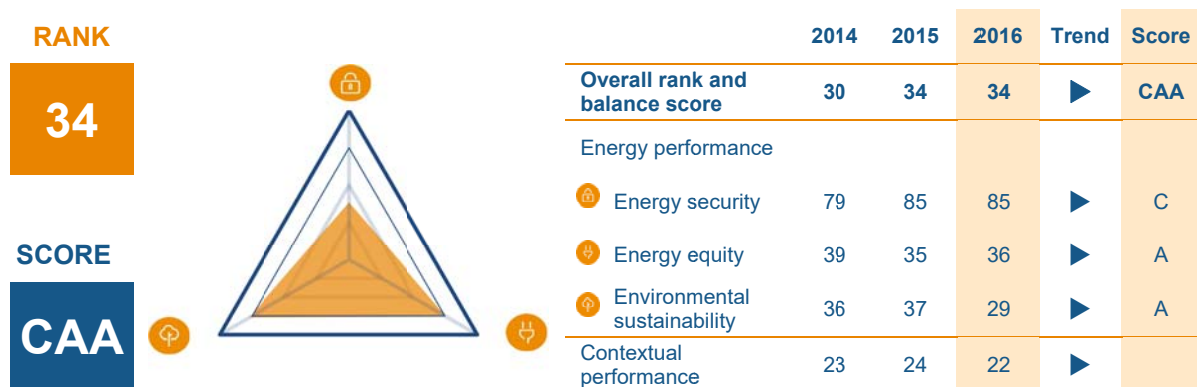 RANK
34
SCORE
CAA
2014 2015 2016 Trend Score
Overall rank and
balance score 30 34 34 CAA
Energy performance
Energy security 79 85 85 C
Energy equity 39 35 36 A
Environmental
sustainability 36 37 29 A
Contextual
performance 23 24 22